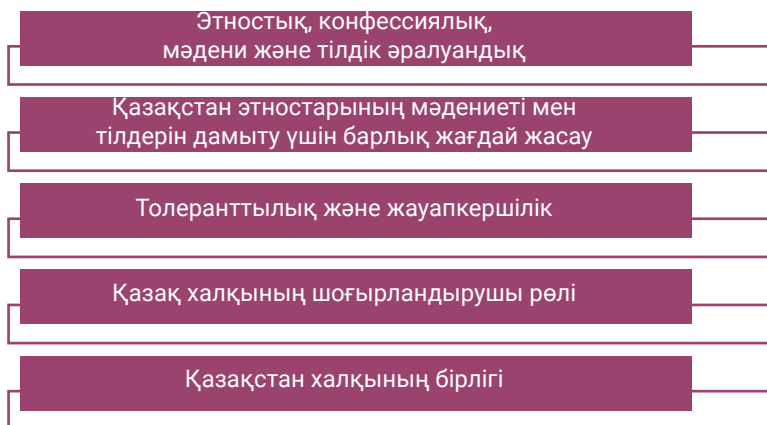 Этностық, конфессиялық,
мәдени және тілдік әралуандық
Қазақстан этностарының мәдениеті мен
тілдерін дамыту үшін барлық жағдай жасау
Толеранттылық және жауапкершілік
Қазақ халқының шоғырландырушы рөлі
Қазақстан халқының бірлігі